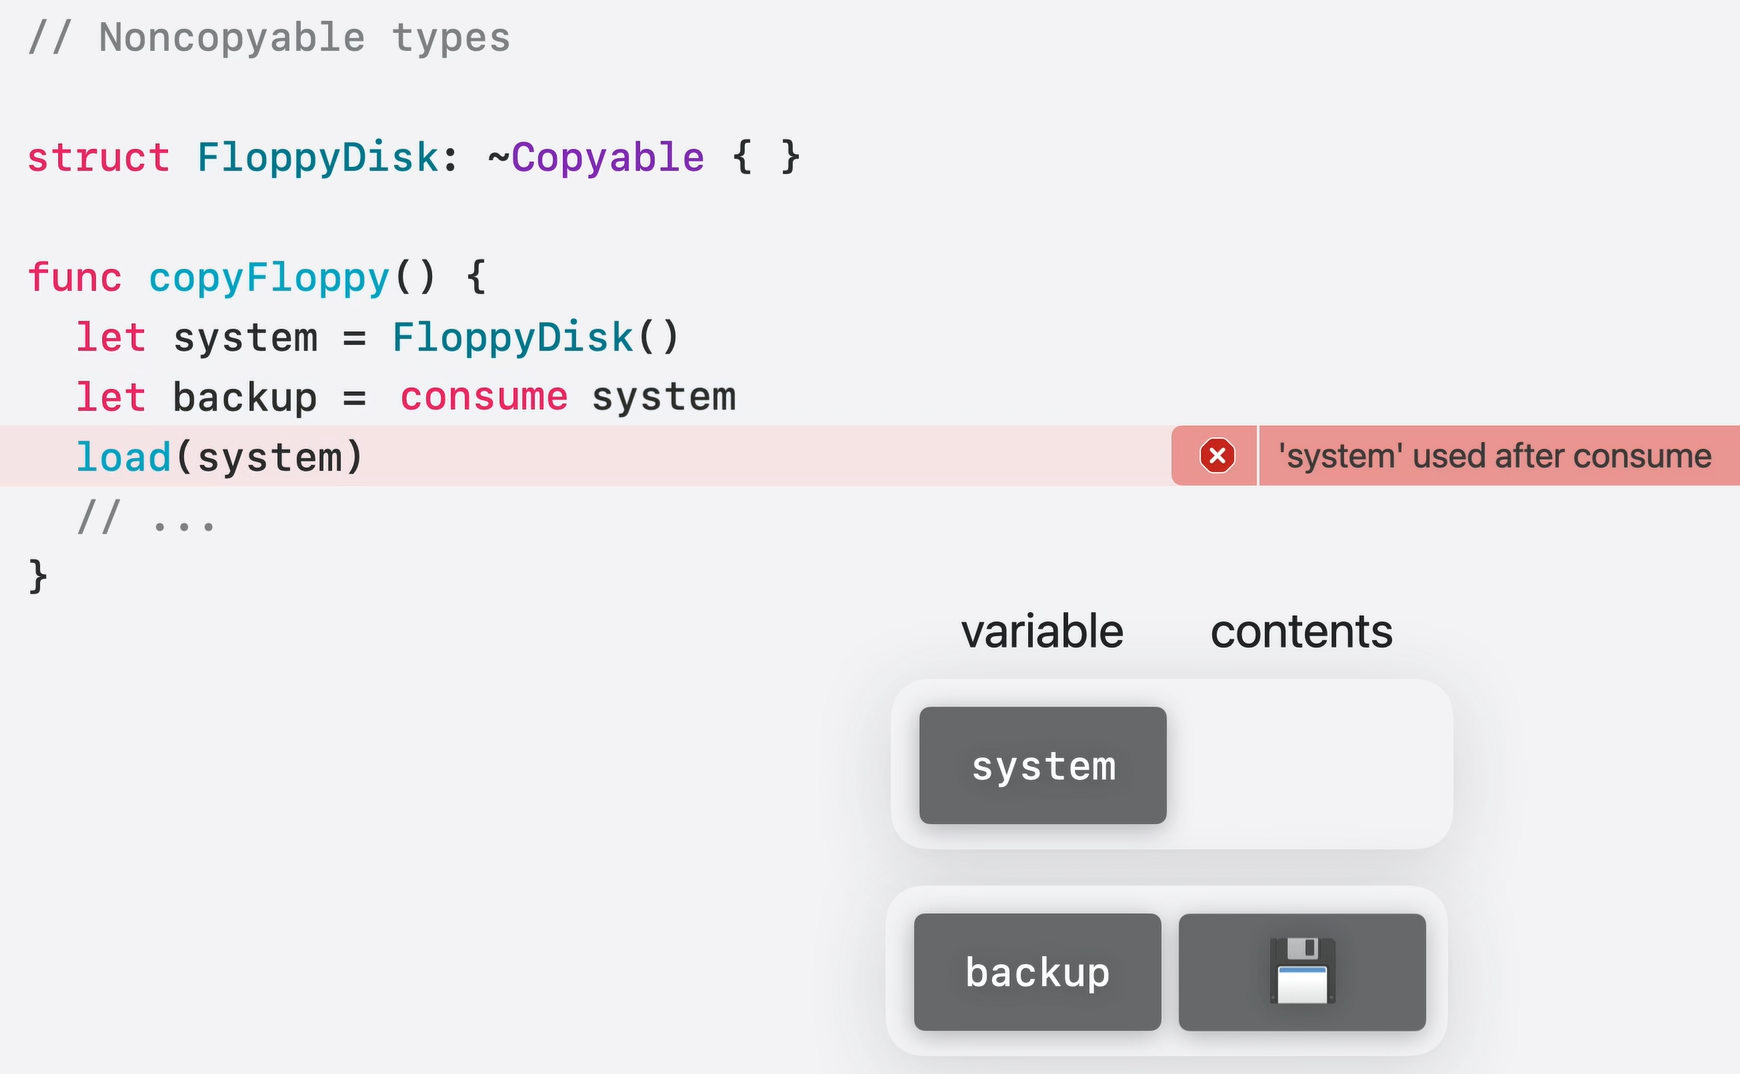 // Noncopyable types
struct FloppyDisk: ~Copyable { }
func copyFloppy() {
let system = FloppyDisk()
let backup = consume system
load(system)
'system' used after consume
// ...
}
variable contents
system
backup